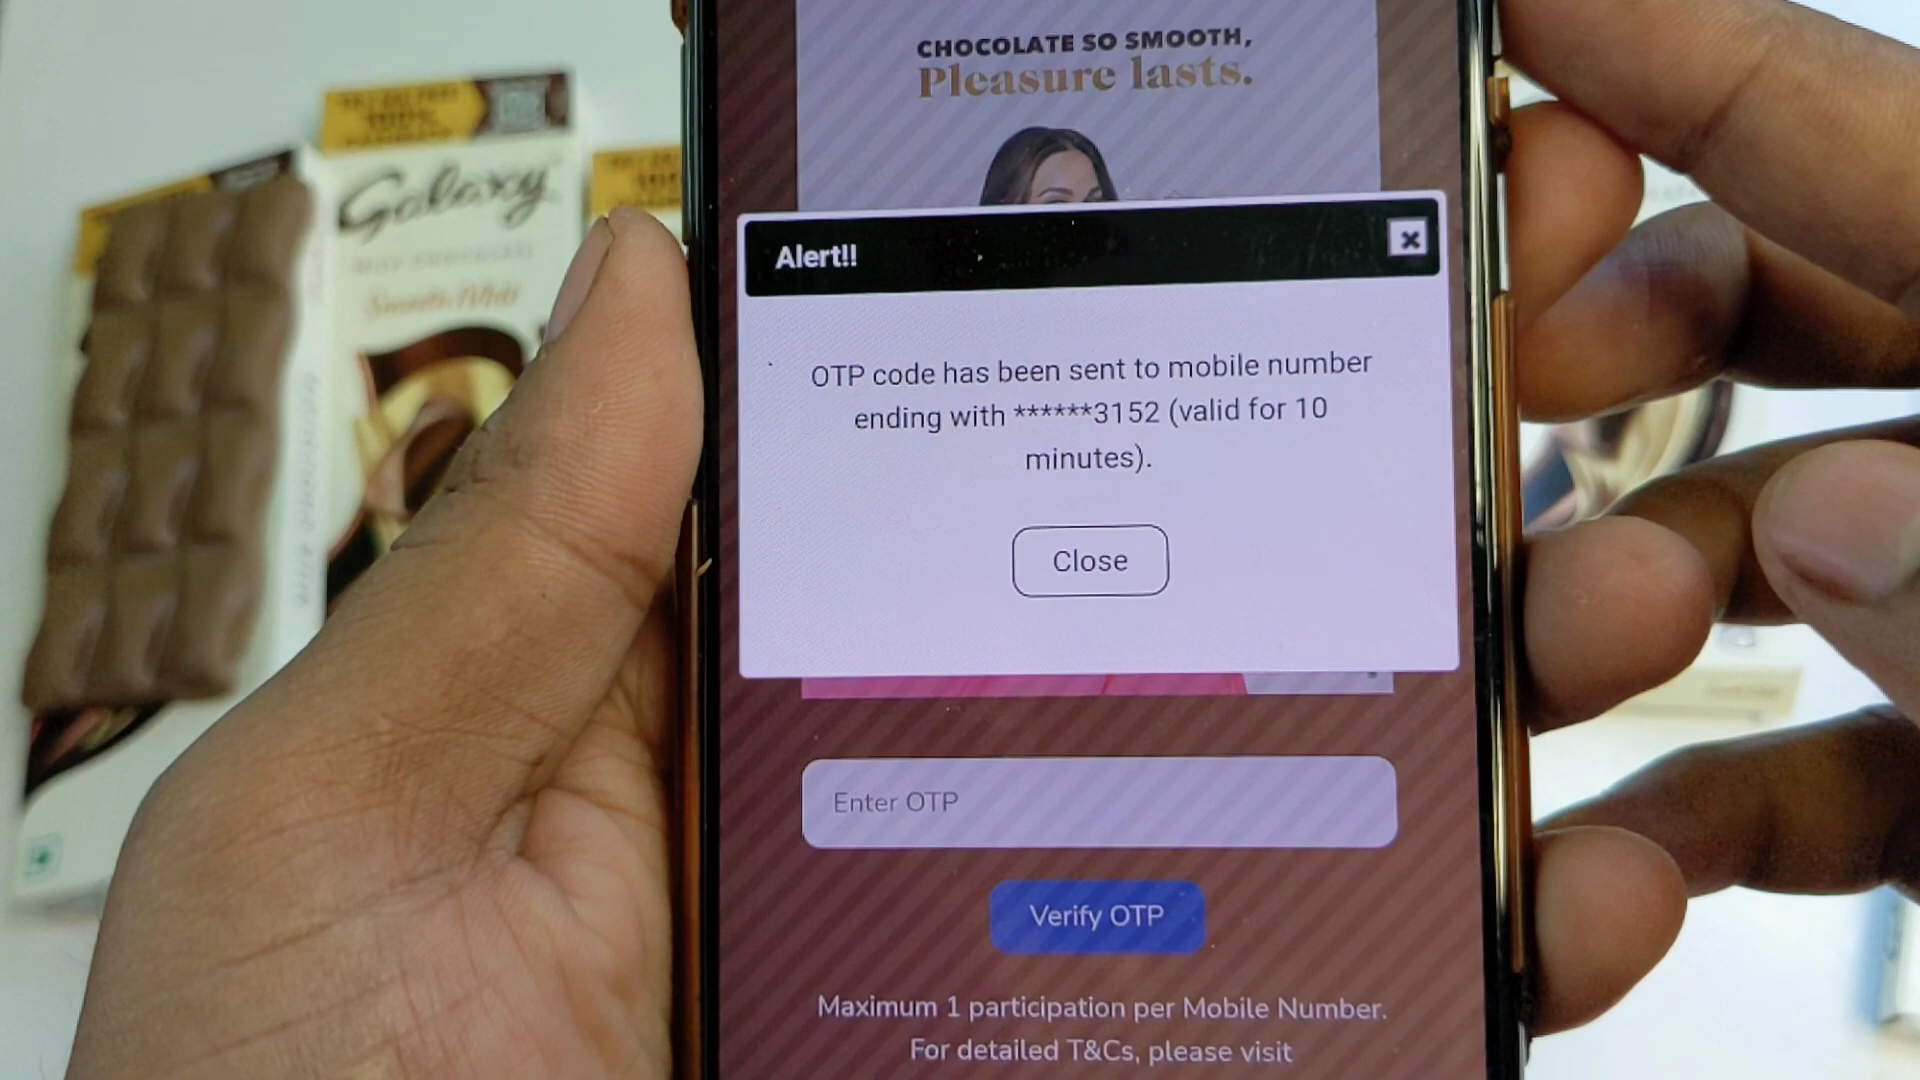 CHOCOLATE SO SMOOTH,
Pleasure lasts.
Galaxy
Alert!!
OTP code has been sent to mobile number
ending with ******3152 (valid for 10
minutes).
Close
Enter OTP
Verify OTP
Maximum 1 participation per Mobile Number.
For detailed T&Cs, please visit